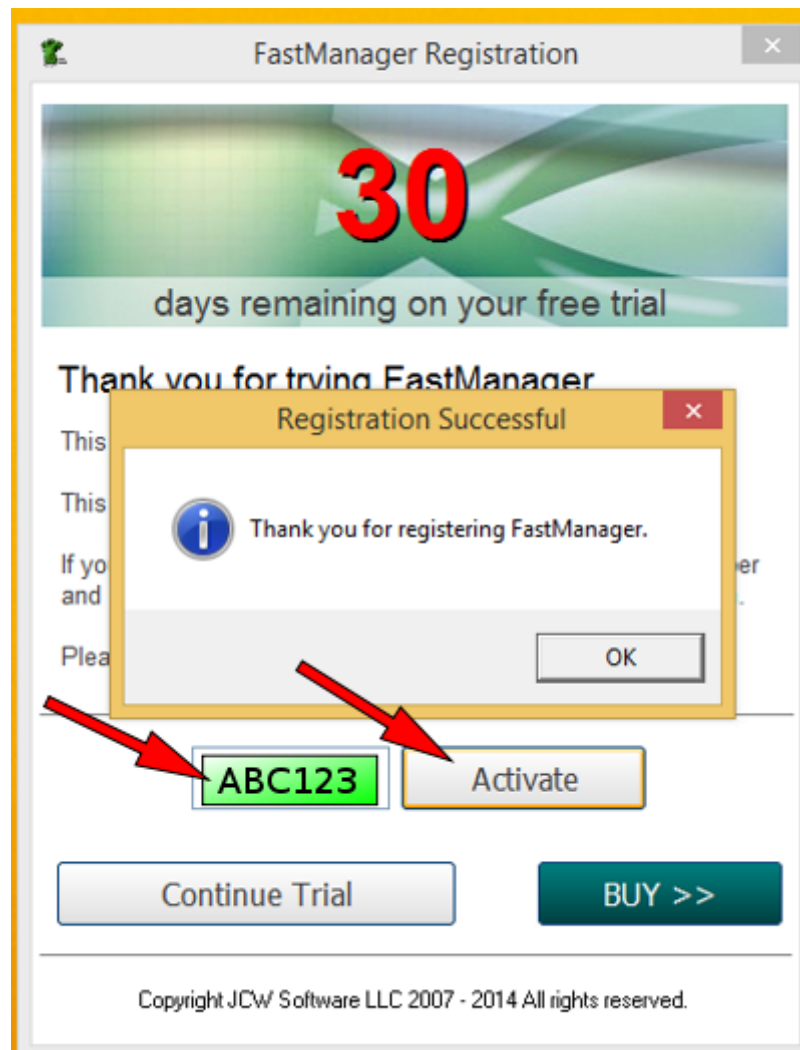 FastManager Registration
30
days remaining on your free trial
Thank you for trying FastManager
Registration Successful
This
Thank you for registering FastManager.
This
If yo
er
and
.
Plea
OK
ABC123
Activate
Continue Trial
BUY >>
Copyright JCW Software LLC 2007 - 2014 All rights reserved.